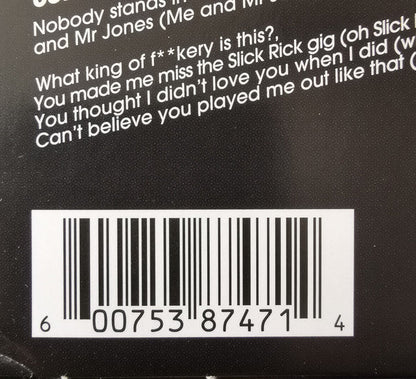 Nobody stands in
and Mr Jones (Me and Mr
What king of f**kery is this?,
You made me miss the Slick Rick gig (oh Slick
You thought I didn't love you when I did (w
Can't believe you played me out like that (
6 00753 87471 4